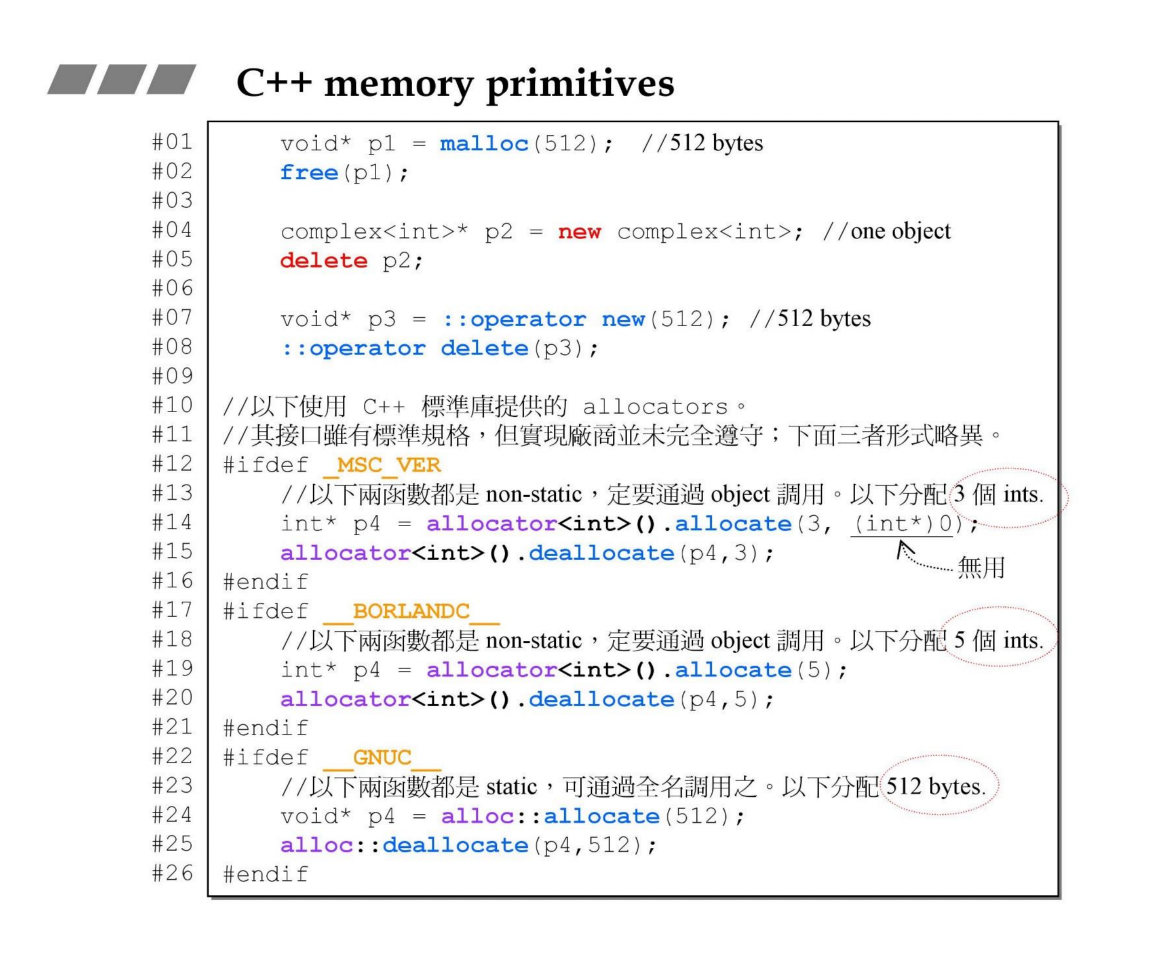 C++ memory primitives
#01 void* p1 = malloc(512); //512 bytes
#02 free(p1);
#03
#04 complex<int>* p2 = new complex<int>; //one object
#05 delete p2;
#06
#07 void* p3 = ::operator new(512); //512 bytes
#08 ::operator delete(p3);
#09
#10 //以下使用 C++ 標準庫提供的 allocators。
#11 //其接口雖有標準規格，但實現廠商並未完全遵守；下面三者形式略異。
#12 #ifdef _MSC_VER
#13 //以下兩函數都是 non-static，定要通過 object 調用。以下分配 3 個 ints.
#14 int* p4 = allocator<int>().allocate(3, (int*)0);
#15 allocator<int>().deallocate(p4,3);
無用
#16 #endif
#17 #ifdef __BORLANDC__
#18 //以下兩函數都是 non-static，定要通過 object 調用。以下分配 5 個 ints.
#19 int* p4 = allocator<int>().allocate(5);
#20 allocator<int>().deallocate(p4,5);
#21 #endif
#22 #ifdef __GNUC__
#23 //以下兩函數都是 static，可通過全名調用之。以下分配 512 bytes.
#24 void* p4 = alloc::allocate(512);
#25 alloc::deallocate(p4,512);
#26 #endif